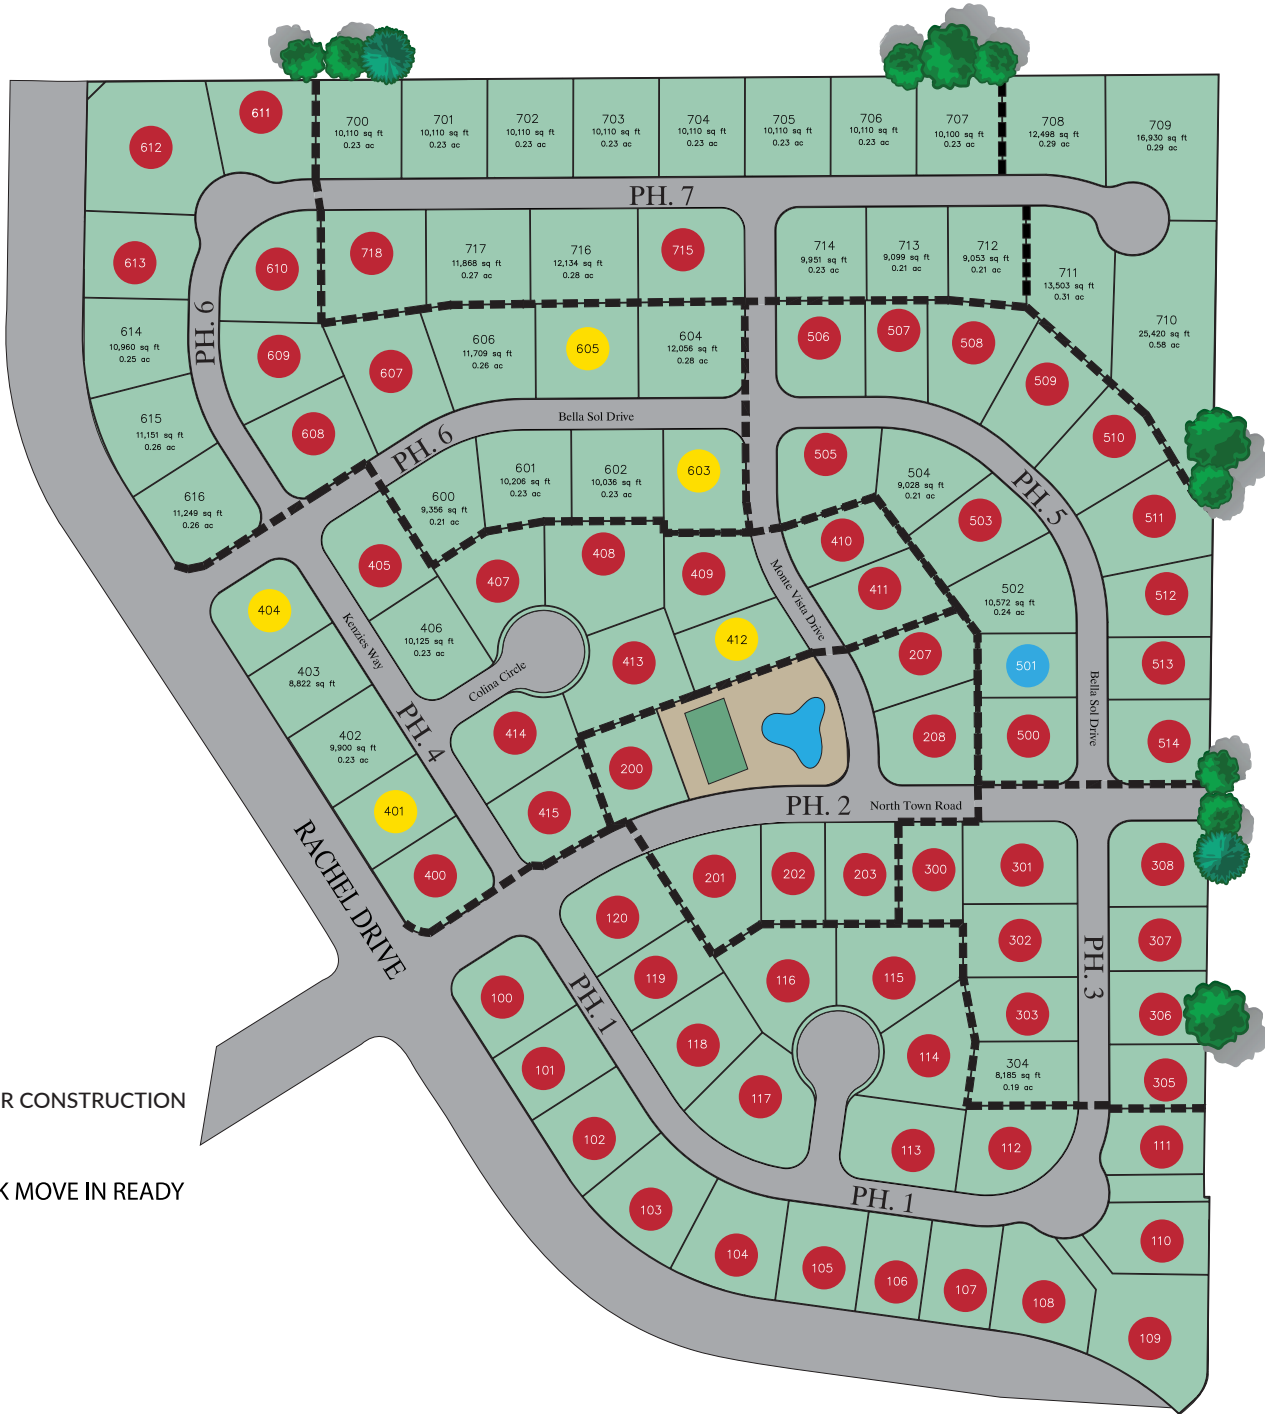 611
612
700
10,110 sq ft
0.23 ac
701
10,110 sq ft
0.23 ac
702
10,110 sq ft
0.23 ac
703
10,110 sq ft
0.23 ac
704
10,110 sq ft
0.23 ac
705
10,110 sq ft
0.23 ac
706
10,110 sq ft
0.23 ac
707
10,100 sq ft
0.23 ac
708
12,498 sq ft
0.29 ac
709
16,930 sq ft
0.29 ac
PH. 7
613
610
718
717
11,868 sq ft
0.27 ac
716
12,134 sq ft
0.28 ac
715
714
9,951 sq ft
0.23 ac
713
9,099 sq ft
0.21 ac
712
9,053 sq ft
0.21 ac
711
13,503 sq ft
0.31 ac
710
25,420 sq ft
0.58 ac
614
10,960 sq ft
0.25 ac
PH. 6
609
607
606
11,709 sq ft
0.26 ac
605
604
12,056 sq ft
0.28 ac
506
507
508
509
510
615
11,151 sq ft
0.26 ac
608
PH. 6
Bella Sol Drive
616
11,249 sq ft
0.26 ac
600
9,356 sq ft
0.21 ac
601
10,206 sq ft
0.23 ac
602
10,036 sq ft
0.23 ac
603
505
504
9,028 sq ft
0.21 ac
503
PH. 5
511
405
407
408
409
410
411
Monte Vista Drive
502
10,572 sq ft
0.24 ac
512
404
Kenzies Way
406
10,125 sq ft
0.23 ac
Colina Circle
413
412
207
501
Bella Sol Drive
513
403
8,822 sq ft
402
9,900 sq ft
0.23 ac
PH. 4
414
200
208
500
514
401
415
PH. 2
North Town Road
400
RACHEL DRIVE
201
202
203
300
301
308
120
119
116
115
302
PH. 3
307
100
PH. 1
118
303
306
101
117
114
304
8,185 sq ft
0.19 ac
305
R CONSTRUCTION
102
113
112
111
K MOVE IN READY
103
PH. 1
104
105
106
107
108
110
109